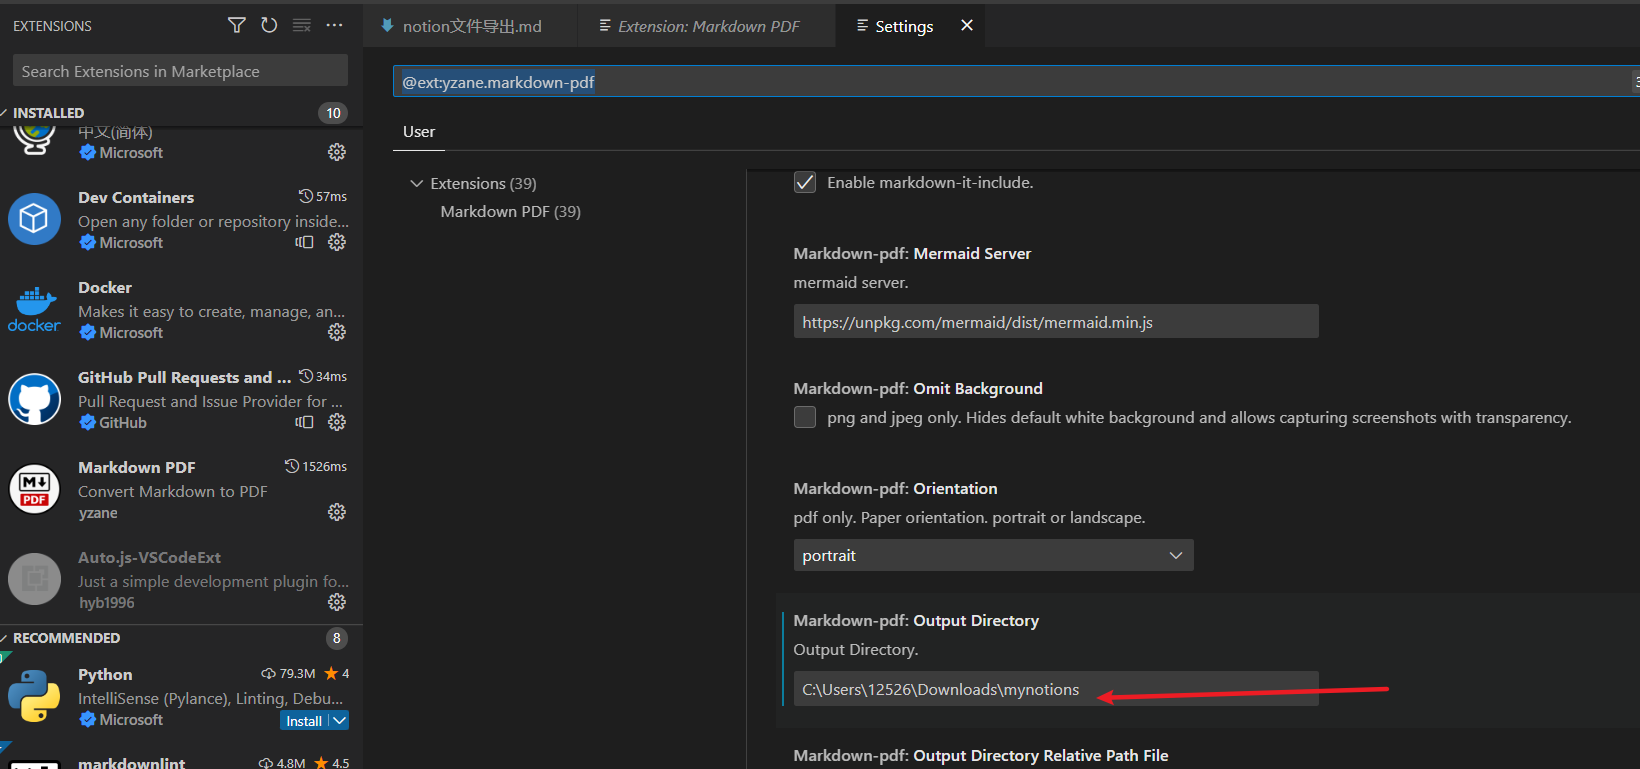 EXTENSIONS
Search Extensions in Marketplace
INSTALLED 10
中文(简体)
Microsoft
Dev Containers 57ms
Open any folder or repository inside...
Microsoft
Docker
Makes it easy to create, manage, an...
docker
Microsoft
GitHub Pull Requests and ... 34ms
Pull Request and Issue Provider for ...
GitHub
Markdown PDF 1526ms
M
PDF
Convert Markdown to PDF
yzane
Auto.js-VSCodeExt
Just a simple development plugin fo...
hyb1996
RECOMMENDED 8
Python 79.3M 4
IntelliSense (Pylance), Linting, Debu...
Microsoft
Install
markdownlint 4.8M 4.5
notion文件导出.md
Extension: Markdown PDF
Settings
@ext:yzane.markdown-pdf
User
Extensions (39)
Markdown PDF (39)
Enable markdown-it-include.
Markdown-pdf: Mermaid Server
mermaid server.
https://unpkg.com/mermaid/dist/mermaid.min.js
Markdown-pdf: Omit Background
png and jpeg only. Hides default white background and allows capturing screenshots with transparency.
Markdown-pdf: Orientation
pdf only. Paper orientation. portrait or landscape.
portrait
Markdown-pdf: Output Directory
Output Directory.
C:\Users\12526\Downloads\mynotions
Markdown-pdf: Output Directory Relative Path File